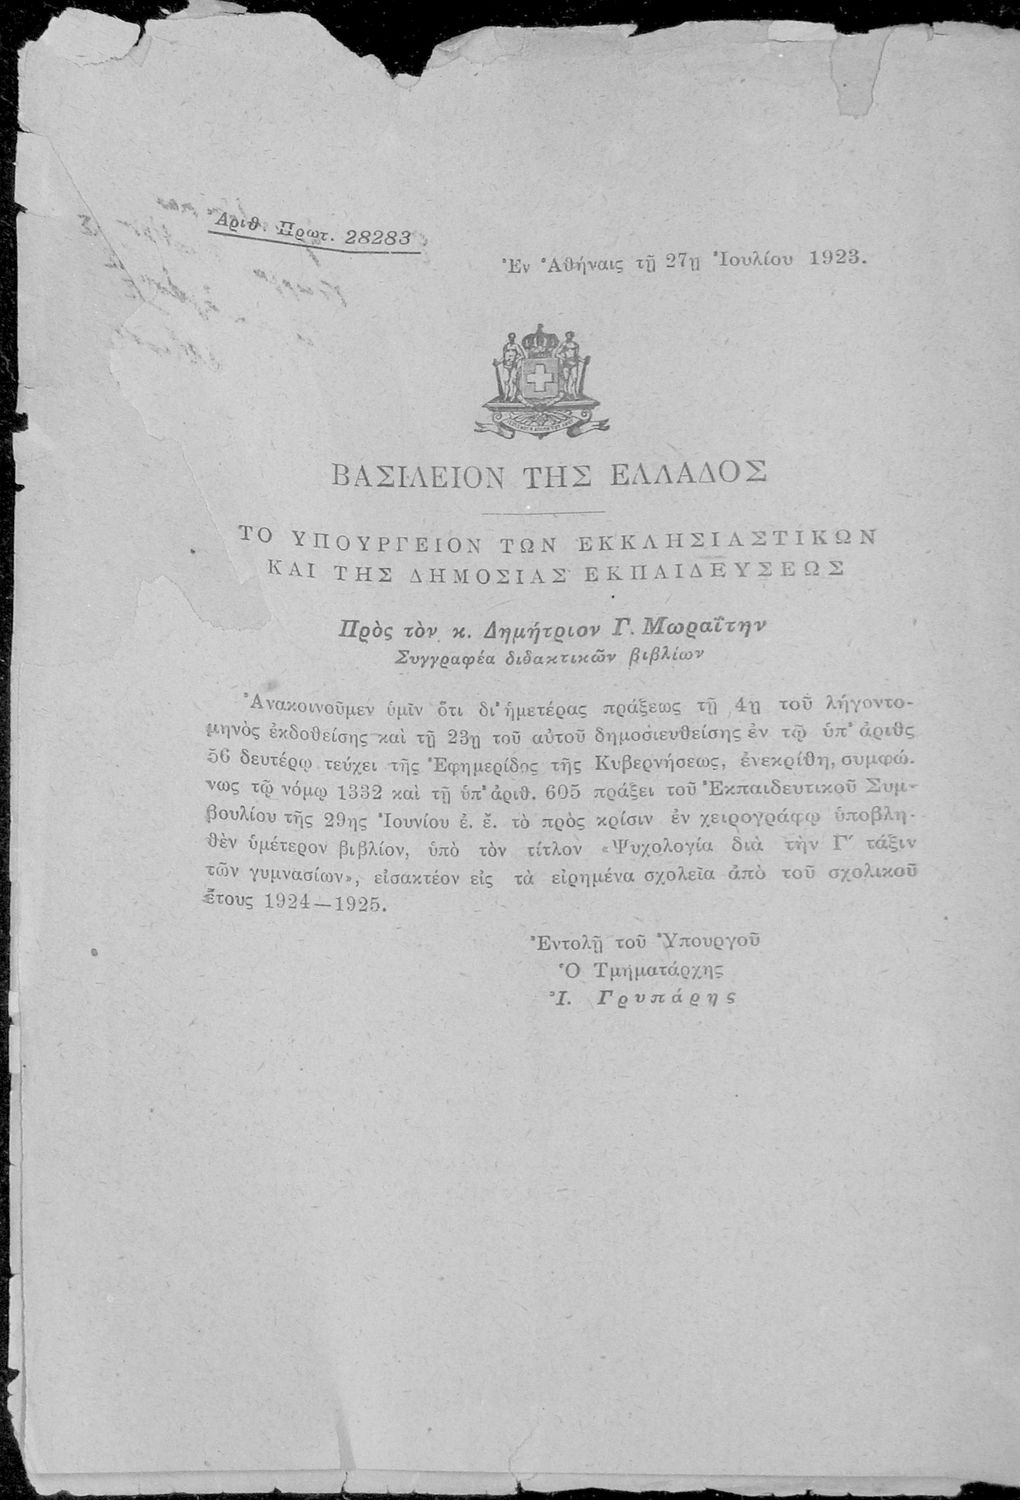 Ἀριθ. Πρωτ. 28283
Ἐν Ἀθήναις τῇ 27ῃ Ἰουλίου 1923.
ΒΑΣΙΛΕΙΟΝ ΤΗΣ ΕΛΛΑΔΟΣ
ΤΟ ΥΠΟΥΡΓΕΙΟΝ ΤΩΝ ΕΚΚΛΗΣΙΑΣΤΙΚΩΝ
ΚΑΙ ΤΗΣ ΔΗΜΟΣΙΑΣ ΕΚΠΑΙΔΕΥΣΕΩΣ
Πρὸς τὸν κ. Δημήτριον Γ. Μωραΐτην
Συγγραφέα διδακτικῶν βιβλίων
Ἀνακοινοῦμεν ὑμῖν ὅτι δι' ἡμετέρας πράξεως τῇ 4ῃ τοῦ λήγοντο-
μηνὸς ἐκδοθείσης καὶ τῇ 23ῃ τοῦ αὐτοῦ δημοσιευθείσης ἐν τῷ ὑπ' ἀριθς
56 δευτέρῳ τεύχει τῆς Ἐφημερίδος τῆς Κυβερνήσεως, ἐνεκρίθη, συμφώ.
νως τῷ νόμῳ 1332 καὶ τῇ ὑπ' ἀριθ. 605 πράξει τοῦ Ἐκπαιδευτικοῦ Συμ-
βουλίου τῆς 29ης Ἰουνίου ἐ. ἔ. τὸ πρὸς κρίσιν ἐν χειρογράφῳ ὑποβλη-
θὲν ὑμέτερον βιβλίον, ὑπὸ τὸν τίτλον «Ψυχολογία διὰ τὴν Γ′ τάξιν
τῶν γυμνασίων», εἰσακτέον εἰς τὰ εἰρημένα σχολεῖα ἀπὸ τοῦ σχολικοῦ
ἔτους 1924—1925.
Ἐντολῇ τοῦ Ὑπουργοῦ
Ὁ Τμηματάρχης
Ἰ. Γρυπάρης